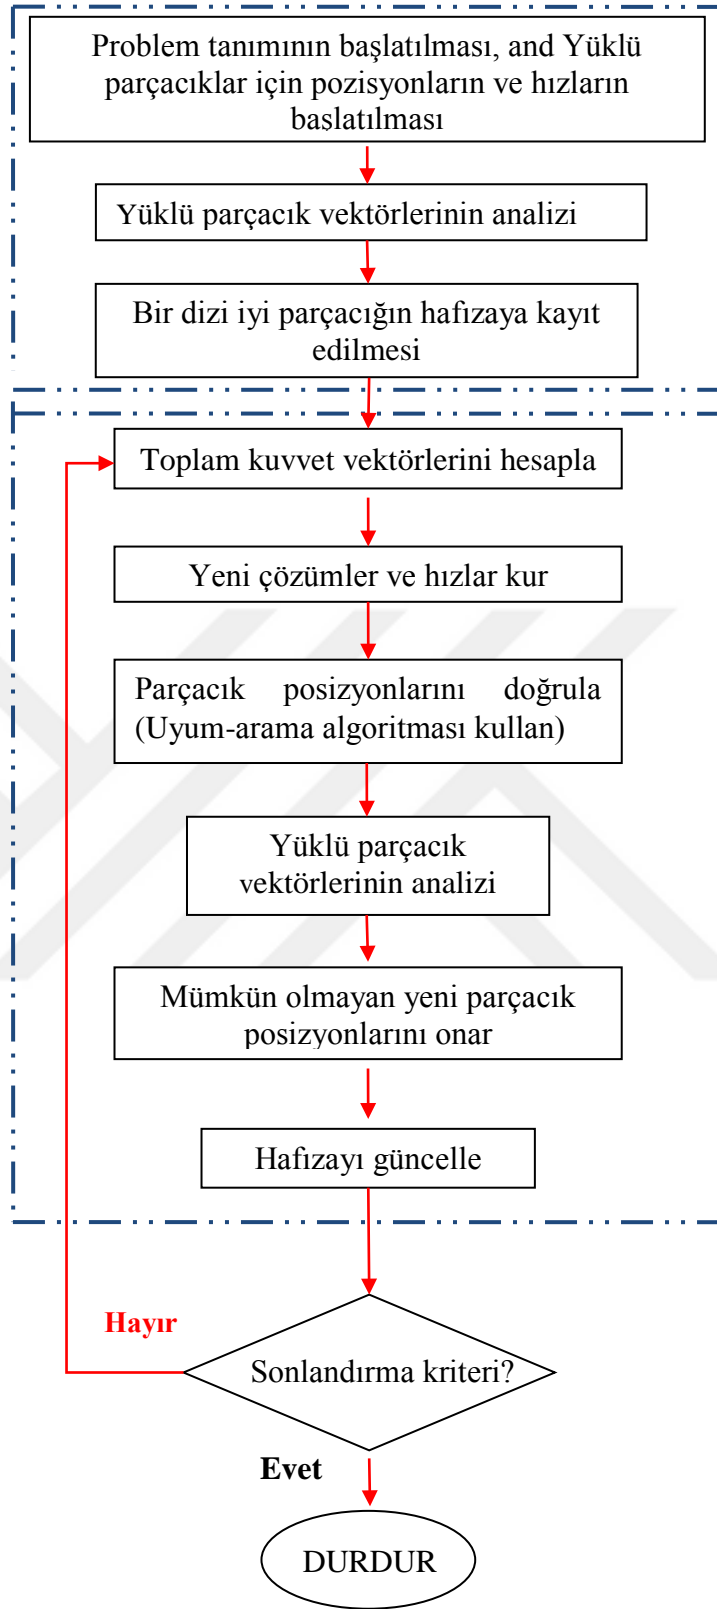 Problem tanımının başlatılması, and Yüklü
parçacıklar için pozisyonların ve hızların
başlatılması
Yüklü parçacık vektörlerinin analizi
Bir dizi iyi parçacığın hafızaya kayıt
edilmesi
Toplam kuvvet vektörlerini hesapla
Yeni çözümler ve hızlar kur
Parçacık posizyonlarını doğrula
(Uyum-arama algoritması kullan)
Yüklü parçacık
vektörlerinin analizi
Mümkün olmayan yeni parçacık
posizyonlarını onar
Hafızayı güncelle
Hayır
Sonlandırma kriteri?
Evet
DURDUR